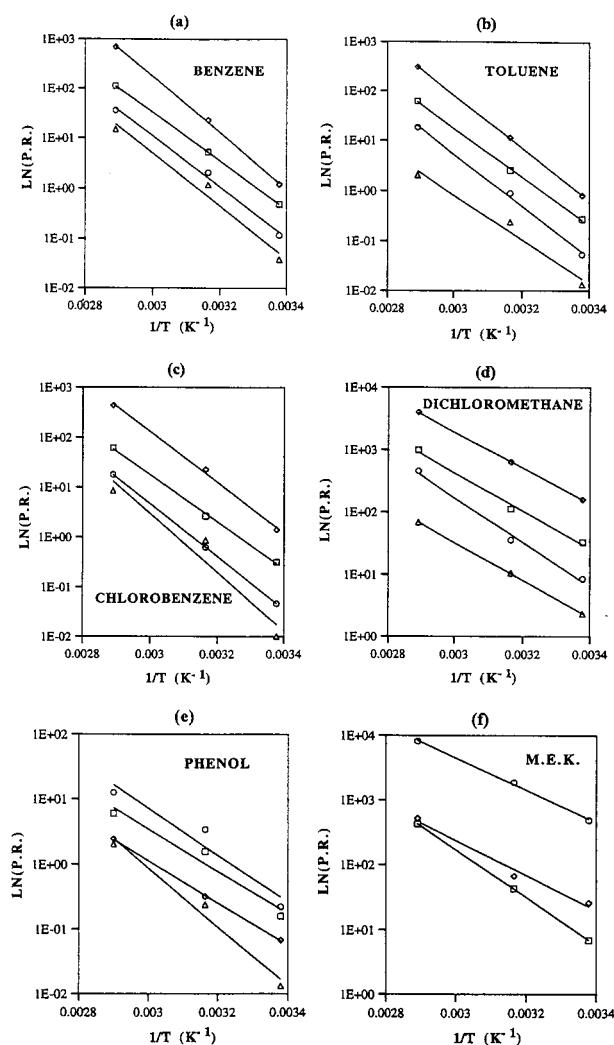 (a)
BENZENE
LN(P.R.)
1E+03
1E+02
1E+01
1E+00
1E-01
1E-02
0.0028
0.003
0.0032
0.0034
1/T (K⁻¹)
(b)
TOLUENE
LN(P.R.)
1E+03
1E+02
1E+01
1E+00
1E-01
1E-02
0.0028
0.003
0.0032
0.0034
1/T (K⁻¹)
(c)
CHLOROBENZENE
LN(P.R.)
1E+03
1E+02
1E+01
1E+00
1E-01
1E-02
0.0028
0.003
0.0032
0.0034
1/T (K⁻¹)
(d)
DICHLOROMETHANE
LN(P.R.)
1E+04
1E+03
1E+02
1E+01
1E+00
0.0028
0.003
0.0032
0.0034
1/T (K⁻¹)
(e)
PHENOL
LN(P.R.)
1E+02
1E+01
1E+00
1E-01
1E-02
0.0028
0.003
0.0032
0.0034
1/T (K⁻¹)
(f)
M.E.K.
LN(P.R.)
1E+04
1E+03
1E+02
1E+01
1E+00
0.0028
0.003
0.0032
0.0034
1/T (K⁻¹)